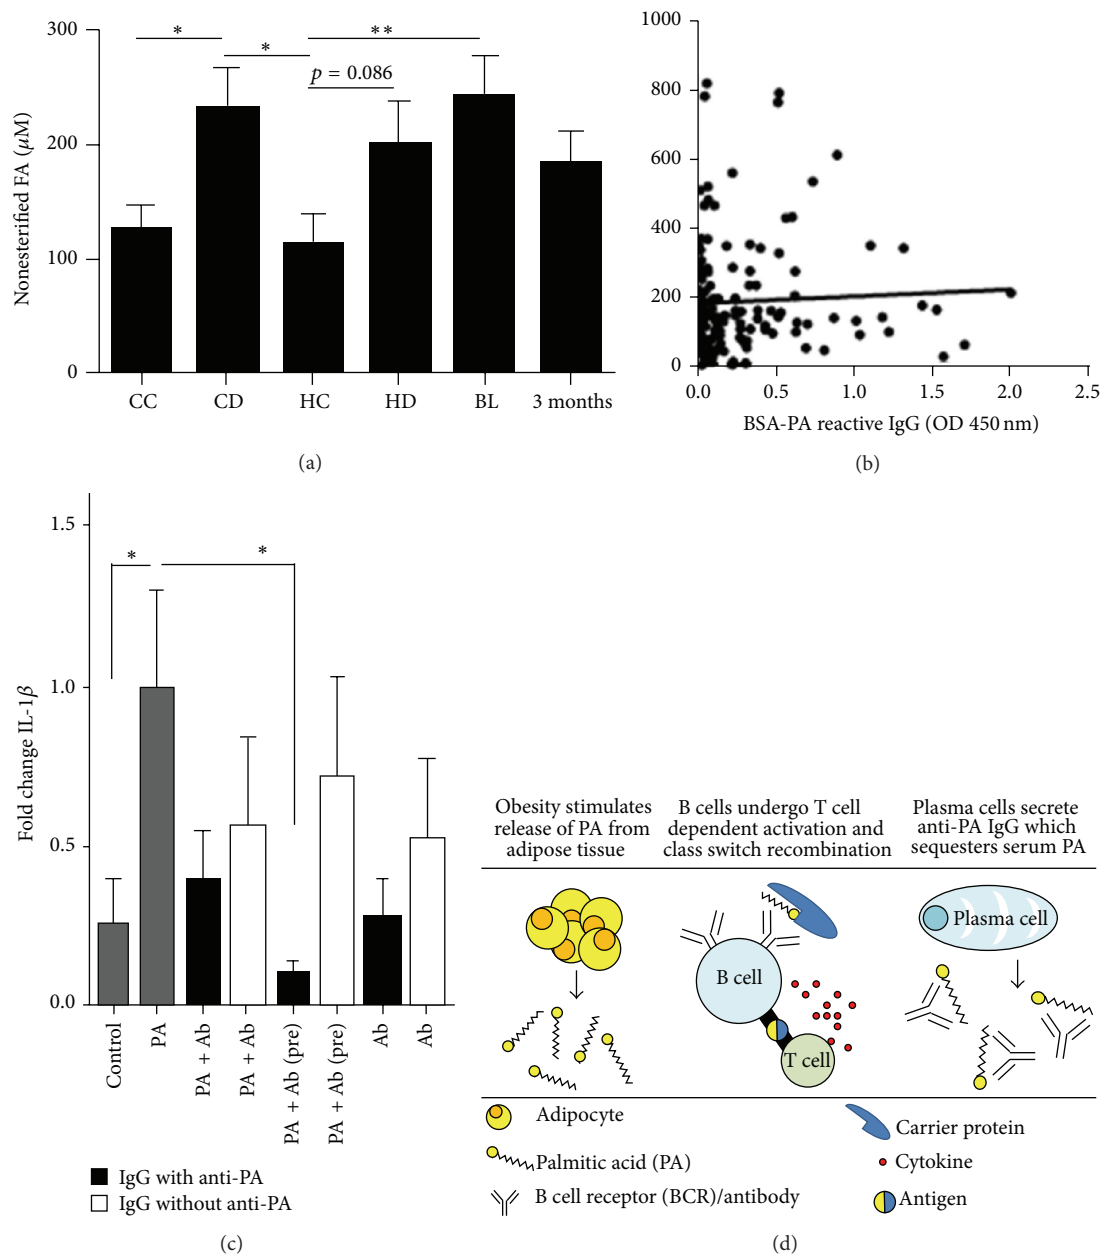 300
200
100
0
Nonesterified FA (μM)
*
*
**
p = 0.086
CC
CD
HC
HD
BL
3 months
(a)
1000
800
600
400
200
0
0.0
0.5
1.0
1.5
2.0
2.5
BSA-PA reactive IgG (OD 450 nm)
(b)
1.5
1.0
0.5
0.0
Fold change IL-1β
*
*
Control
PA
PA + Ab
PA + Ab
PA + Ab (pre)
PA + Ab (pre)
Ab
Ab
IgG with anti-PA
IgG without anti-PA
(c)
Obesity stimulates
release of PA from
adipose tissue
B cells undergo T cell
dependent activation and
class switch recombination
Plasma cells secrete
anti-PA IgG which
sequesters serum PA
B cell
T cell
Plasma cell
Adipocyte
Palmitic acid (PA)
B cell receptor (BCR)/antibody
Carrier protein
Cytokine
Antigen
(d)